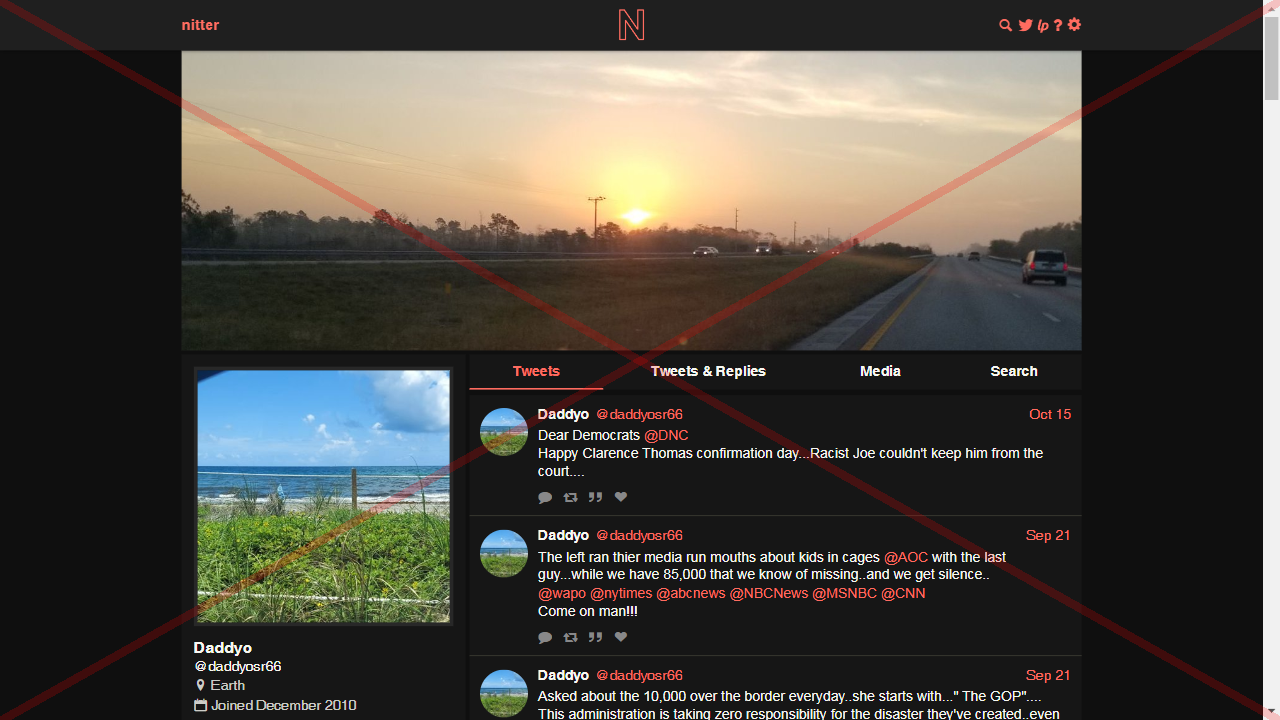 nitter
N
lp ?
Tweets
Tweets & Replies
Media
Search
Daddyo @daddyosr66 Oct 15
Dear Democrats @DNC
Happy Clarence Thomas confirmation day...Racist Joe couldn't keep him from the
court....
Daddyo @daddyosr66 Sep 21
The left ran thier media run mouths about kids in cages @AOC with the last
guy...while we have 85,000 that we know of missing..and we get silence..
@wapo @nytimes @abcnews @NBCNews @MSNBC @CNN
Come on man!!!
Daddyo @daddyosr66 Sep 21
Asked about the 10,000 over the border everyday..she starts with..." The GOP"....
This administration is taking zero responsibility for the disaster they've created..even
Daddyo
@daddyosr66
Earth
Joined December 2010